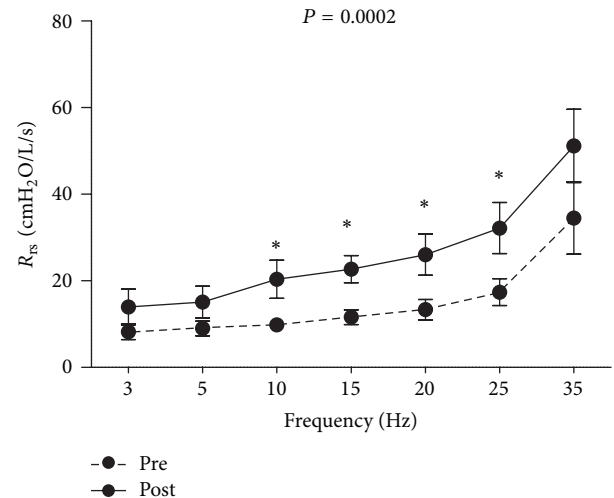 P = 0.0002
80
60
40
20
0
R_rs (cmH₂O/L/s)
* * * *
3 5 10 15 20 25 35
Frequency (Hz)
Pre
Post